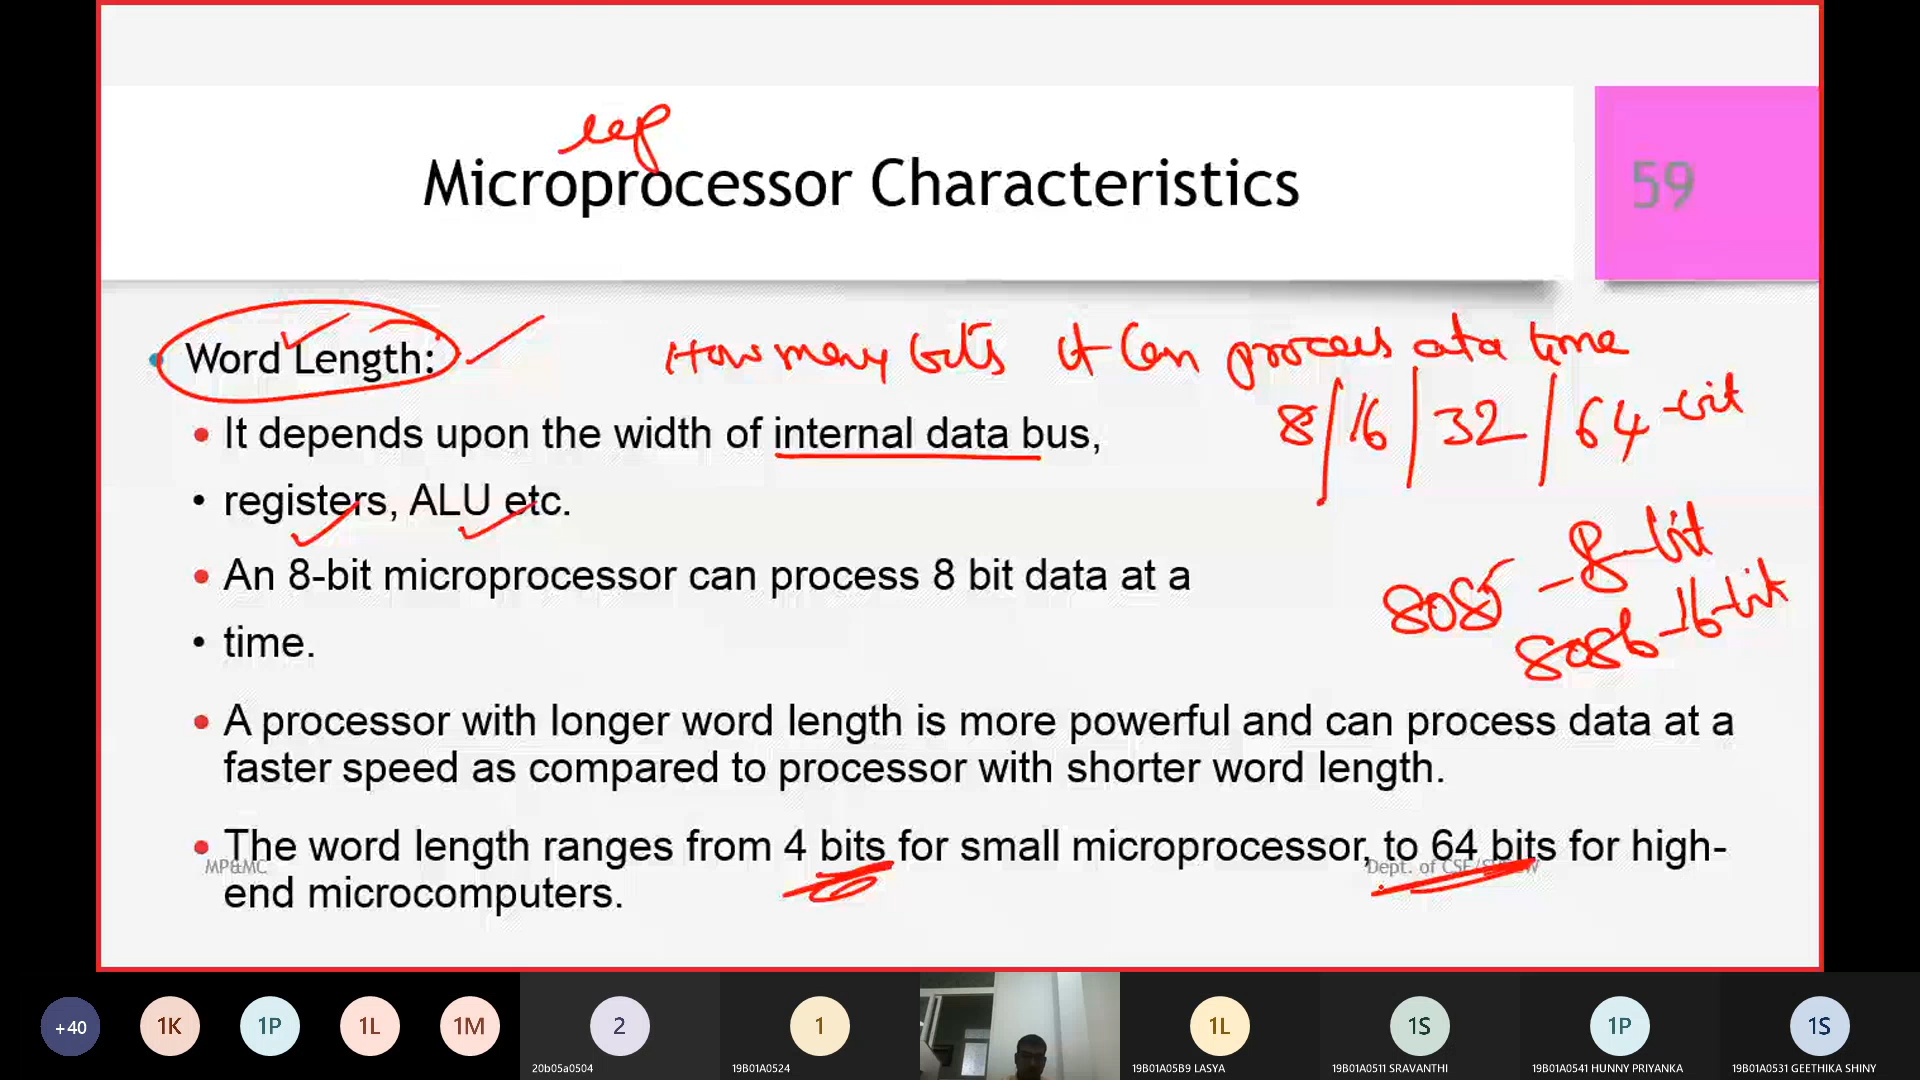 Microprocessor Characteristics
59
Word Length:
How many bits it can process at a time
8/16/32/64-bit
It depends upon the width of internal data bus,
registers, ALU etc.
8085 - 8-bit
8086 - 16-bit
An 8-bit microprocessor can process 8 bit data at a
time.
A processor with longer word length is more powerful and can process data at a
faster speed as compared to processor with shorter word length.
The word length ranges from 4 bits for small microprocessor, to 64 bits for high-
MP&MC
Dept. of CSE/
end microcomputers.
+40
1K
1P
1L
1M
2
1
1L
1S
1P
1S
20b05a0504
19B01A0524
19B01A05B9 LASYA
19B01A0511 SRAVANTHI
19B01A0541 HUNNY PRIYANKA
19B01A0531 GEETHIKA SHINY